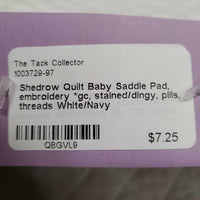 The Tack Collector
1003729-97
Shedrow Quilt Baby Saddle Pad,
embroidery *gc, stained/dingy, pills,
threads White/Navy
QBGVL9
$7.25